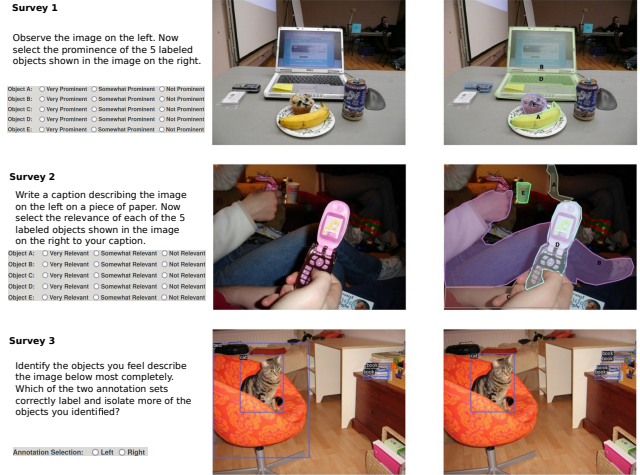 Survey 1
Observe the image on the left. Now
select the prominence of the 5 labeled
objects shown in the image on the right.
Object A: Very Prominent Somewhat Prominent Not Prominent
Object B: Very Prominent Somewhat Prominent Not Prominent
Object C: Very Prominent Somewhat Prominent Not Prominent
Object D: Very Prominent Somewhat Prominent Not Prominent
Object E: Very Prominent Somewhat Prominent Not Prominent
B
D
A
Survey 2
Write a caption describing the image
on the left on a piece of paper. Now
select the relevance of each of the 5
labeled objects shown in the image
on the right to your caption.
Object A: Very Relevant Somewhat Relevant Not Relevant
Object B: Very Relevant Somewhat Relevant Not Relevant
Object C: Very Relevant Somewhat Relevant Not Relevant
Object D: Very Relevant Somewhat Relevant Not Relevant
Object E: Very Relevant Somewhat Relevant Not Relevant
E
D
B
C
Survey 3
Identify the objects you feel describe
the image below most completely.
Which of the two annotation sets
correctly label and isolate more of the
objects you identified?
Annotation Selection: Left Right
cat
book
book
cat
book
book
book